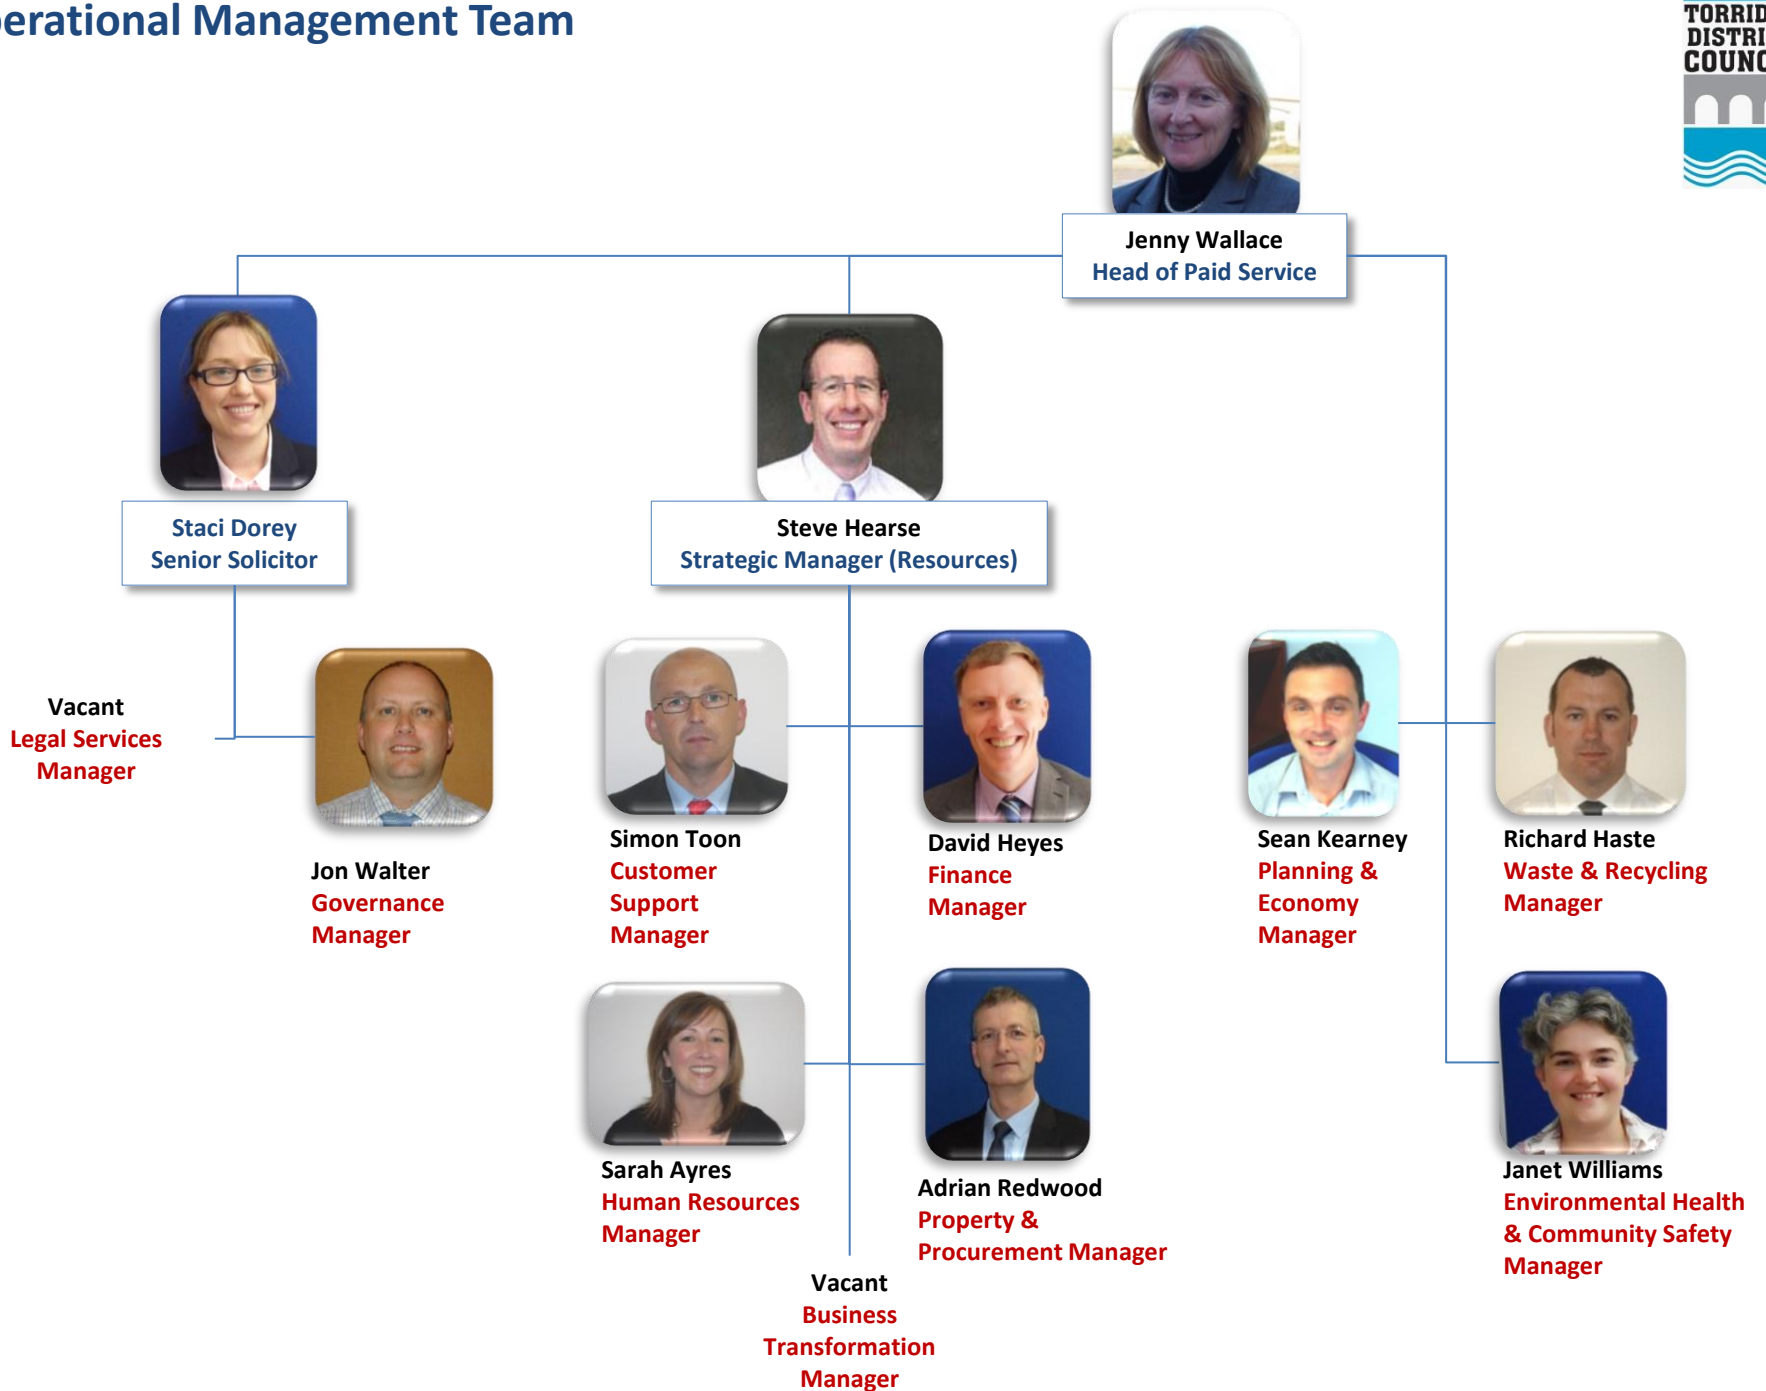 perational Management Team
TORRID
DISTRI
COUNC
Jenny Wallace
Head of Paid Service
Staci Dorey
Senior Solicitor
Steve Hearse
Strategic Manager (Resources)
Vacant
Legal Services
Manager
Jon Walter
Governance
Manager
Simon Toon
Customer
Support
Manager
David Heyes
Finance
Manager
Sean Kearney
Planning &
Economy
Manager
Richard Haste
Waste & Recycling
Manager
Sarah Ayres
Human Resources
Manager
Adrian Redwood
Property &
Procurement Manager
Janet Williams
Environmental Health
& Community Safety
Manager
Vacant
Business
Transformation
Manager